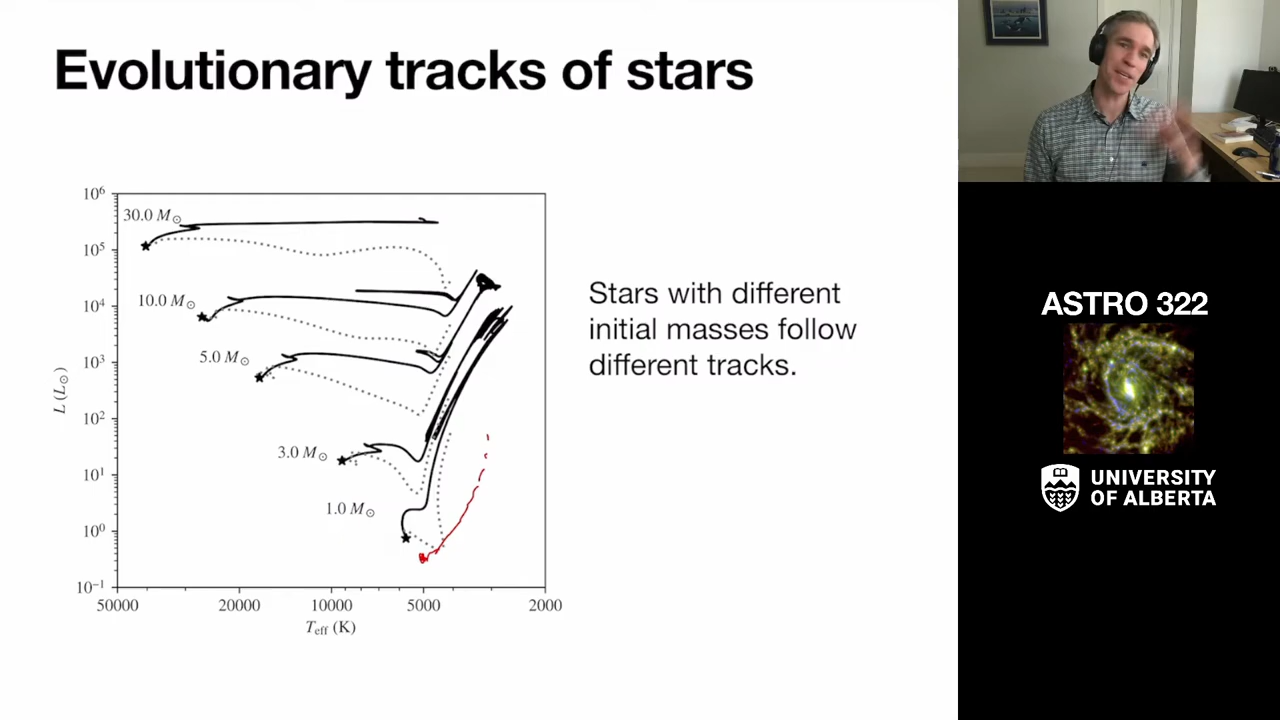 Evolutionary tracks of stars
10⁶
10⁵
10⁴
10³
10²
10¹
10⁰
10⁻¹
L (L⊙)
30.0 M⊙
10.0 M⊙
5.0 M⊙
3.0 M⊙
1.0 M⊙
50000
20000
10000
5000
2000
T_eff (K)
Stars with different
initial masses follow
different tracks.
ASTRO 322
UNIVERSITY
OF ALBERTA